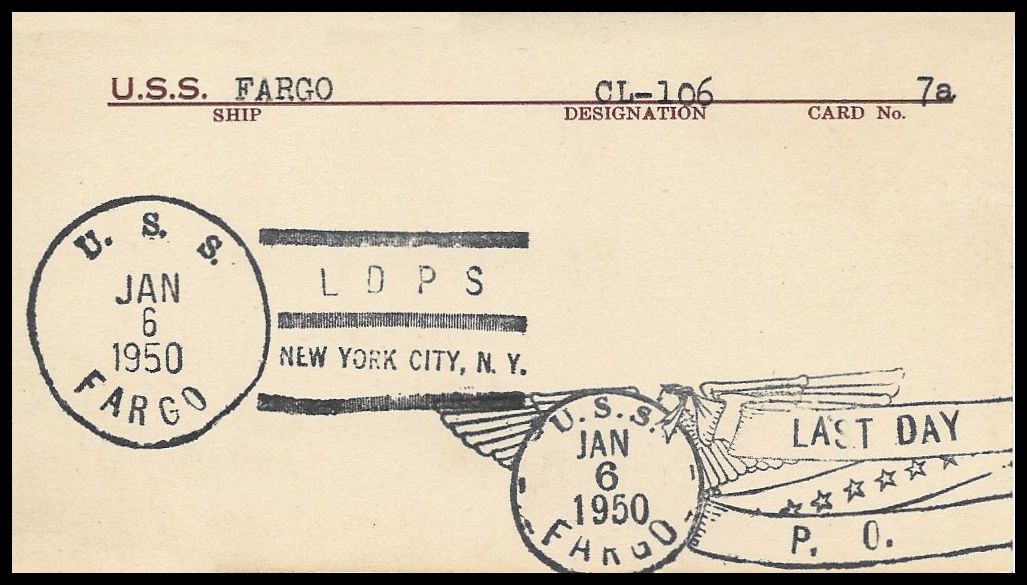 U.S.S. FARGO CL-106 7a
SHIP DESIGNATION CARD No.
U. S. S.
JAN
6
1950
FARGO
L D P S
NEW YORK CITY, N. Y.
U. S. S.
JAN
6
1950
FARGO
LAST DAY
P. O.